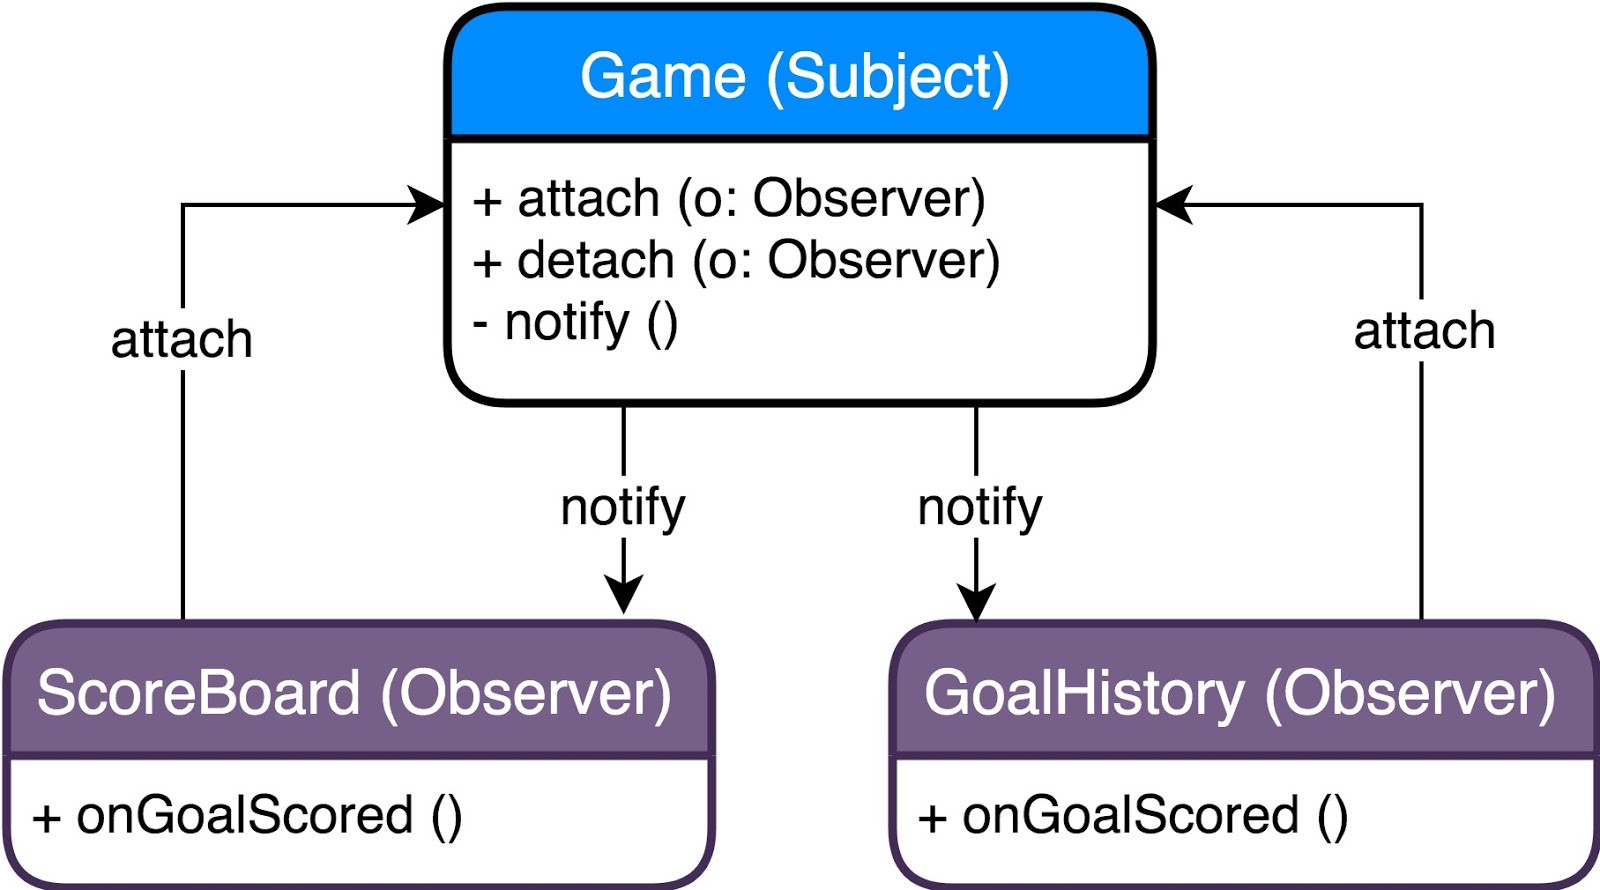 Game (Subject)
+ attach (o: Observer)
+ detach (o: Observer)
- notify ()
attach
attach
notify
notify
ScoreBoard (Observer)
+ onGoalScored ()
GoalHistory (Observer)
+ onGoalScored ()